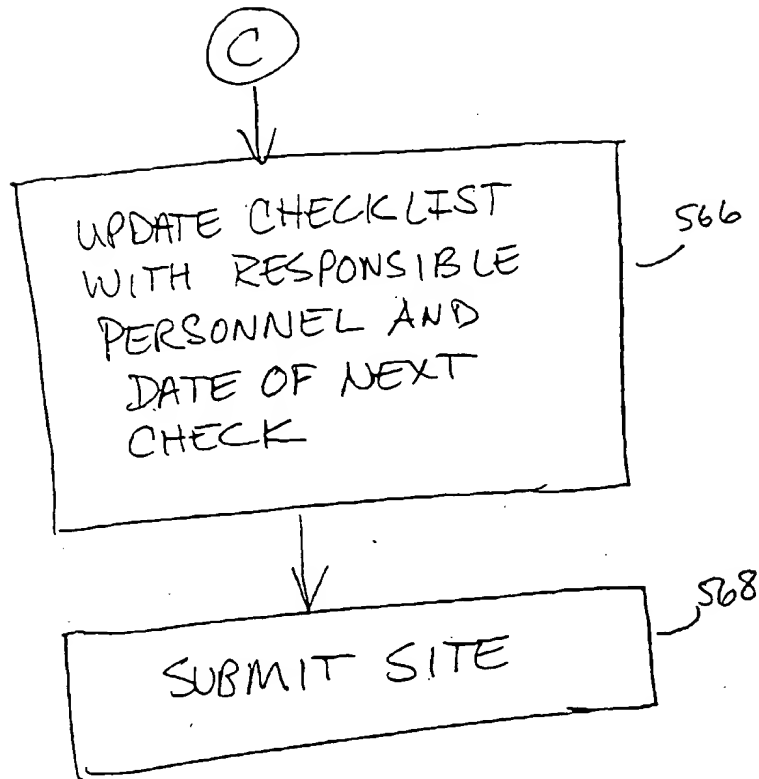 C
UPDATE CHECKLIST
WITH RESPONSIBLE
PERSONNEL AND
DATE OF NEXT
CHECK
566
568
SUBMIT SITE